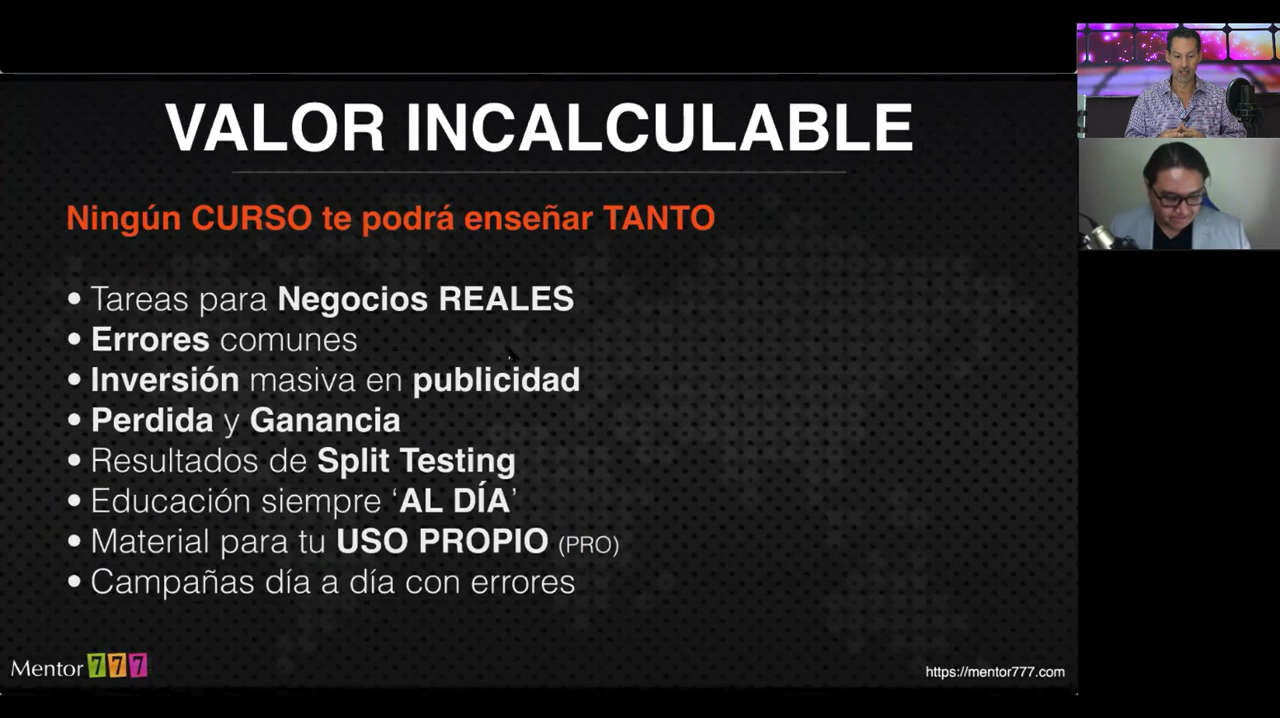 VALOR INCALCULABLE
Ningún CURSO te podrá enseñar TANTO
• Tareas para Negocios REALES
• Errores comunes
• Inversión masiva en publicidad
• Perdida y Ganancia
• Resultados de Split Testing
• Educación siempre ‘AL DÍA’
• Material para tu USO PROPIO (PRO)
• Campañas día a día con errores
Mentor 777
https://mentor777.com